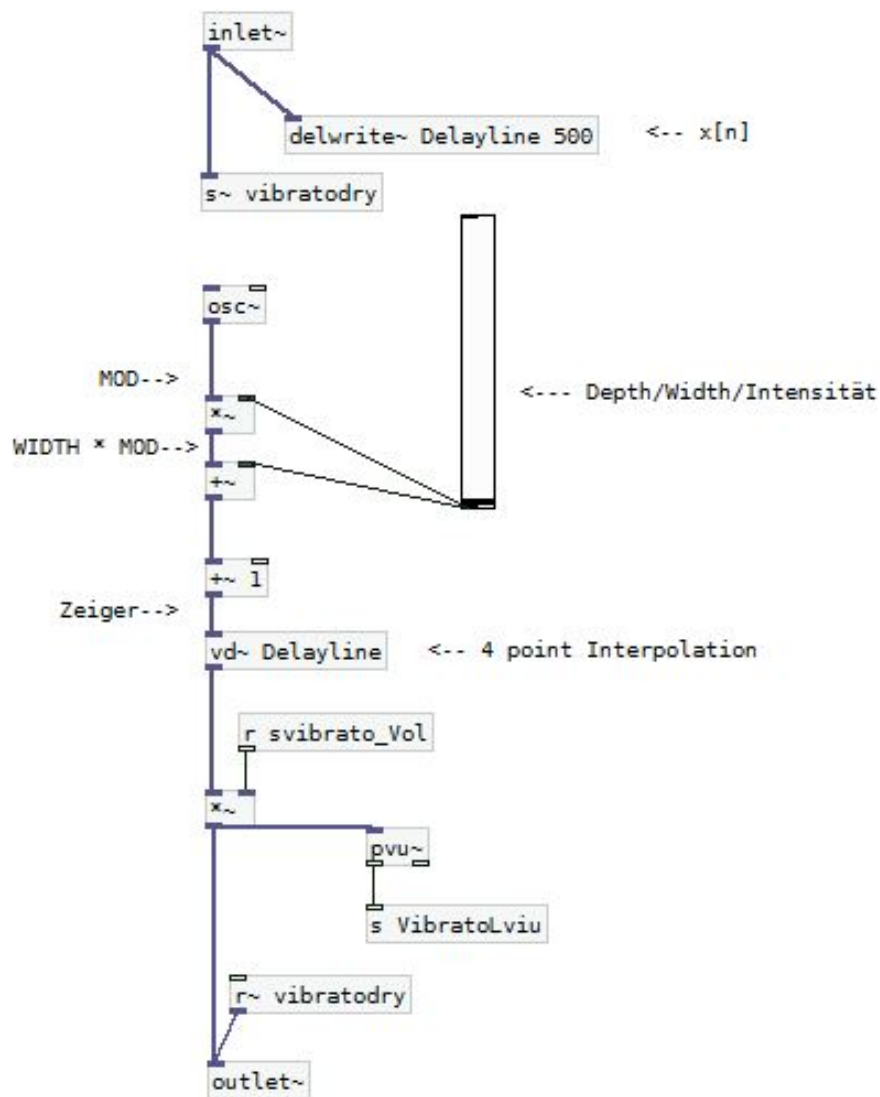 inlet~
delwrite~ Delayline 500
<-- x[n]
s~ vibratodry
osc~
MOD-->
<--- Depth/Width/Intensität
*~
WIDTH * MOD-->
+~
+~ 1
Zeiger-->
vd~ Delayline
<-- 4 point Interpolation
r svibrato_Vol
*~
pvu~
s VibratoLviu
r~ vibratodry
outlet~